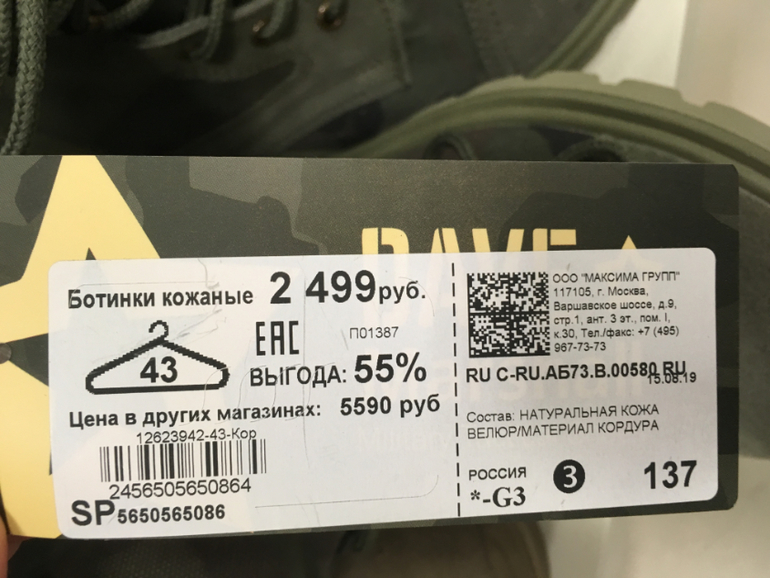 Ботинки кожаные 2 499 руб.
43
ЕАС
П01387
ВЫГОДА: 55%
Цена в других магазинах: 5590 руб
12623942-43-Кор
2456505650864
SP5650565086
ООО "МАКСИМА ГРУПП"
117105, г. Москва,
Варшавское шоссе, д.9,
стр.1, ант. 3 эт., пом. I,
к.30, Тел./факс: +7 (495)
967-73-73
RU C-RU.АБ73.В.00580 RU
15.08.19
Состав: НАТУРАЛЬНАЯ КОЖА
ВЕЛЮР/МАТЕРИАЛ КОРДУРА
РОССИЯ
*-G3
3
137